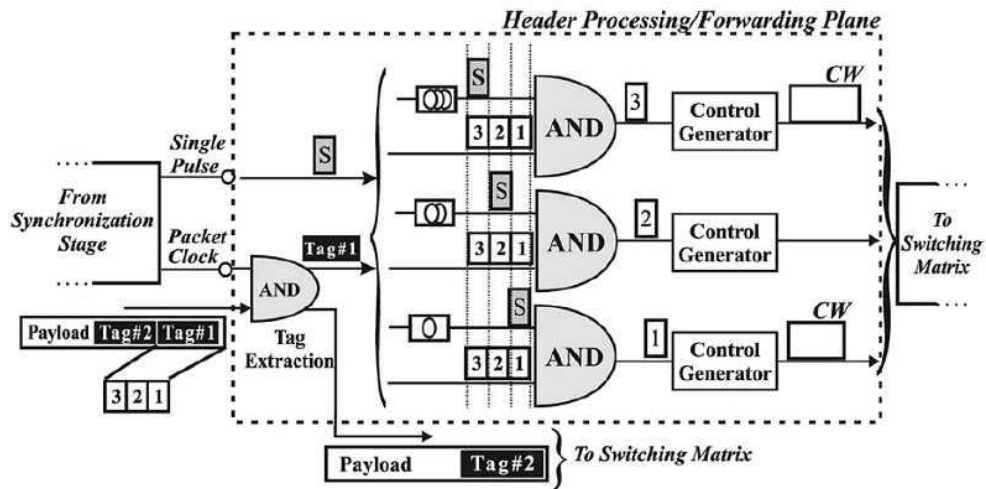 Header Processing/Forwarding Plane
S
CW
3
AND
Control
Generator
3 2 1
Single
Pulse
S
S
From
Synchronization
Stage
2
AND
Control
Generator
3 2 1
To
Switching
Matrix
Packet
Clock
Tag#1
AND
S
CW
Payload Tag#2 Tag#1
Tag
Extraction
1
AND
Control
Generator
3 2 1
3 2 1
Payload Tag#2
To Switching Matrix